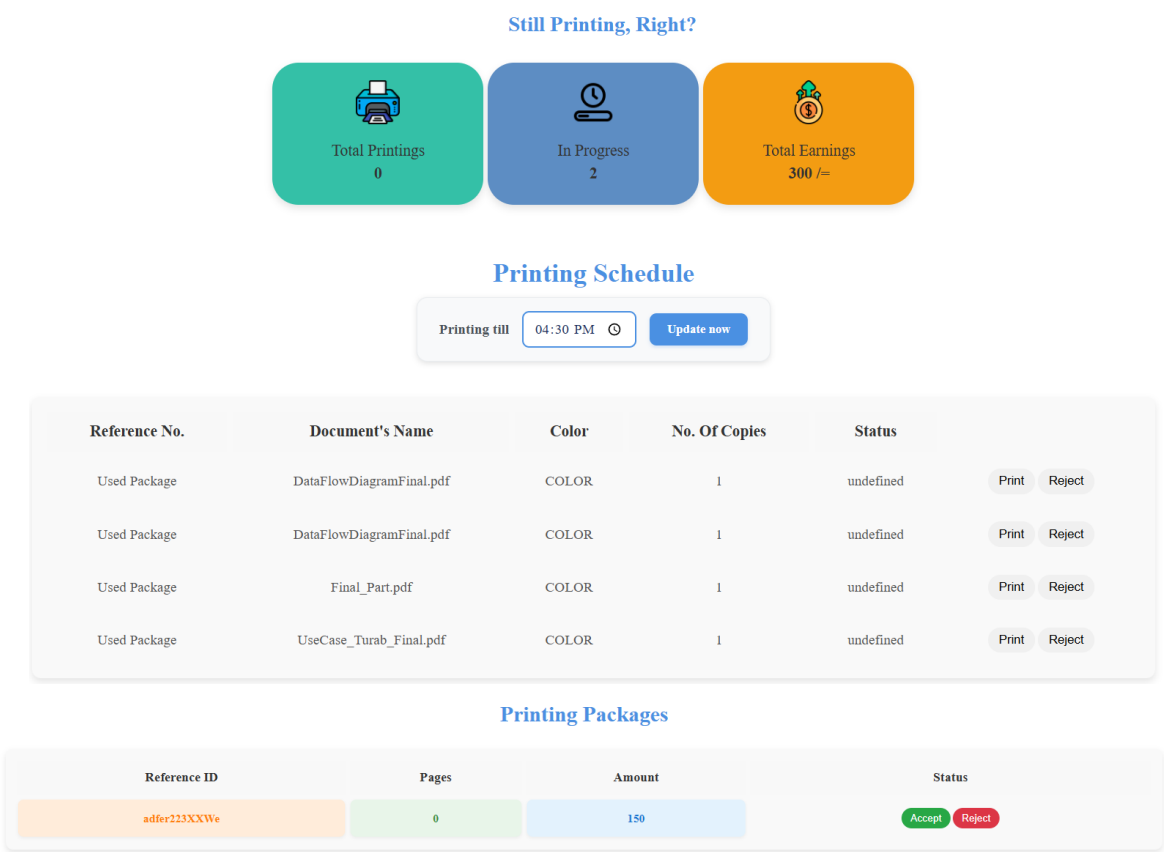 Still Printing, Right?
Total Printings
0
In Progress
2
Total Earnings
300 /=
Printing Schedule
Printing till 04:30 PM Update now
Reference No. Document's Name Color No. Of Copies Status
Used Package DataFlowDiagramFinal.pdf COLOR 1 undefined Print Reject
Used Package DataFlowDiagramFinal.pdf COLOR 1 undefined Print Reject
Used Package Final_Part.pdf COLOR 1 undefined Print Reject
Used Package UseCase_Turab_Final.pdf COLOR 1 undefined Print Reject
Printing Packages
Reference ID Pages Amount Status
adfer223XXWe 0 150 Accept Reject